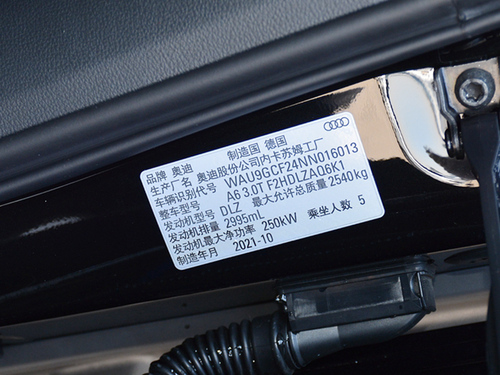 品牌 奥迪 制造国 德国
生产厂名 奥迪股份公司内卡苏姆工厂
车辆识别代号 WAU9GCF24NN016013
整车型号 A6 3.0T F2HDLZAQ6K1
发动机型号 DLZ 最大允许总质量 2540kg
发动机排量 2995mL
发动机最大净功率 250kW 乘坐人数 5
制造年月 2021-10